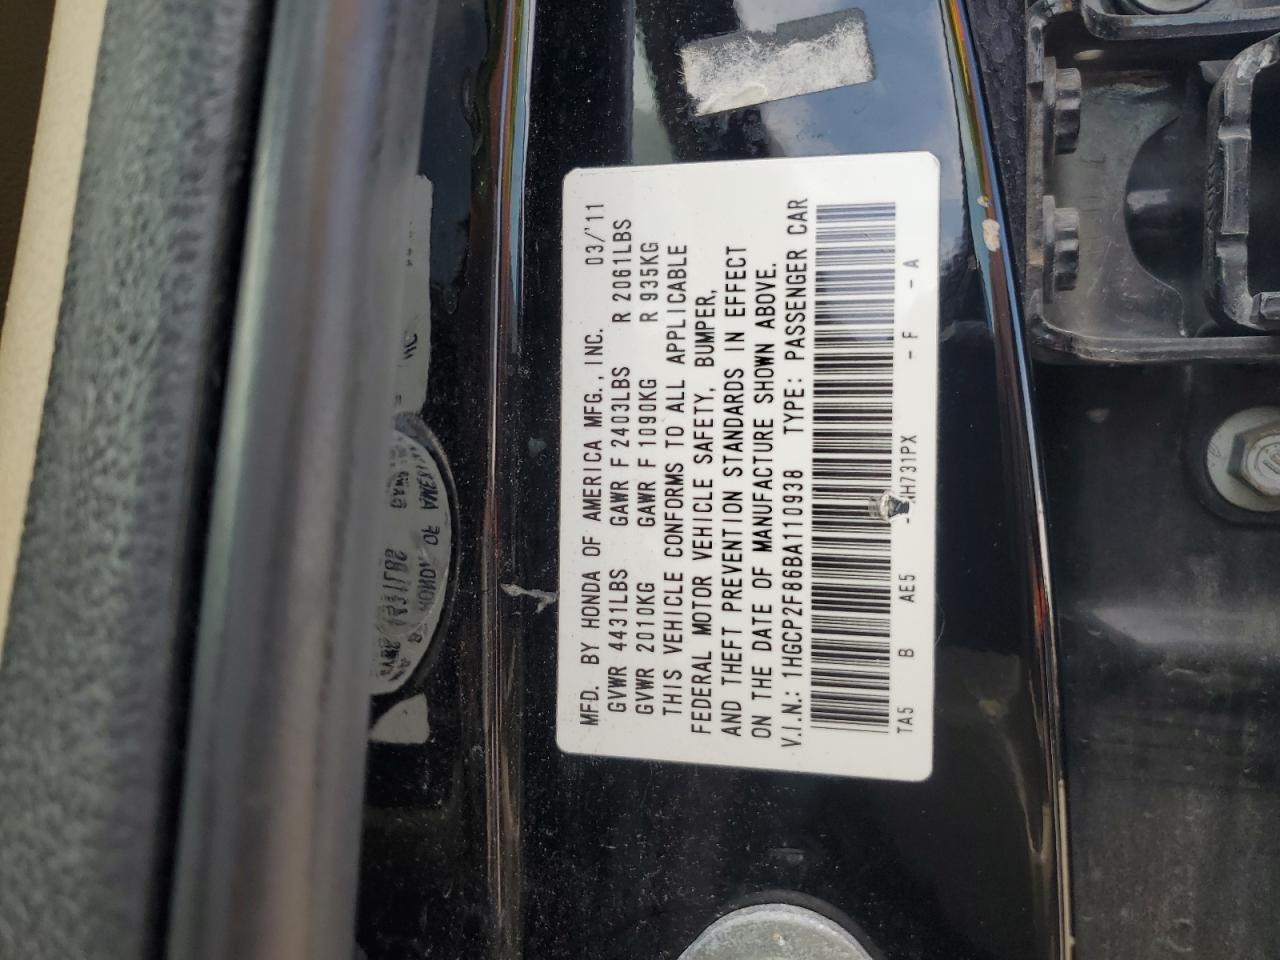 MFD. BY HONDA OF AMERICA MFG., INC. 03/'11
GVWR 4431LBS GAWR F 2403LBS R 2061LBS
GVWR 2010KG GAWR F 1090KG R 935KG
THIS VEHICLE CONFORMS TO ALL APPLICABLE
FEDERAL MOTOR VEHICLE SAFETY, BUMPER,
AND THEFT PREVENTION STANDARDS IN EFFECT
ON THE DATE OF MANUFACTURE SHOWN ABOVE.
V.I.N.: 1HGCP2F86BA110938 TYPE: PASSENGER CAR
TA5 B AE5 - H731PX - F - A